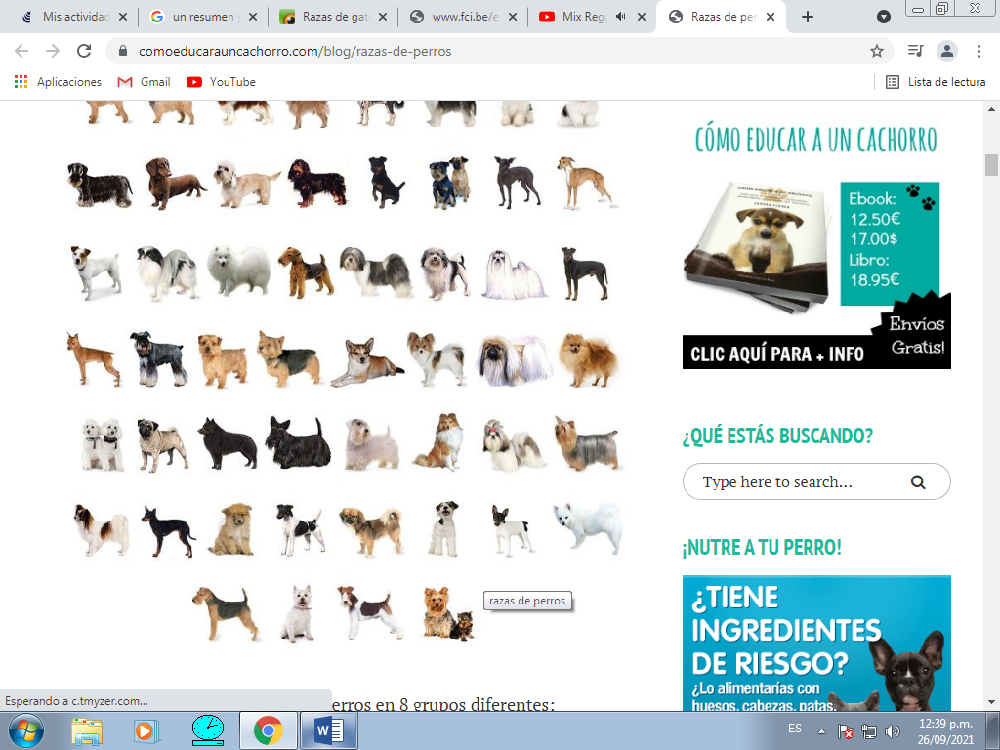 Mis actividad
un resumen y
Razas de gat
www.fci.be/e
Mix Reg
Razas de per
comoeducarauncachorro.com/blog/razas-de-perros
Aplicaciones
Gmail
YouTube
Lista de lectura
CÓMO EDUCAR A UN CACHORRO
Ebook:
12.50€
17.00$
Libro:
18.95€
Envíos
Gratis!
CLIC AQUÍ PARA + INFO
¿QUÉ ESTÁS BUSCANDO?
Type here to search...
¡NUTRE A TU PERRO!
¿TIENE
INGREDIENTES
DE RIESGO?
¿Lo alimentarías con
huesos, cabezas, patas,
razas de perros
erros en 8 grupos diferentes:
Esperando a c.tmyzer.com...
ES
12:39 p.m.
26/09/2021